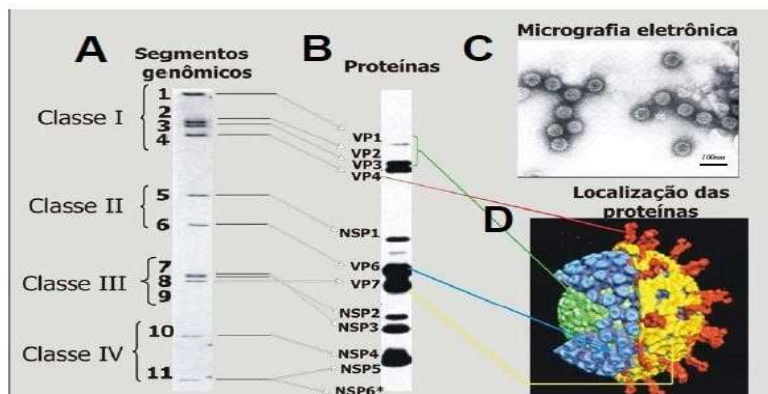 A
Segmentos
genômicos
Classe I
1
2
3
4
Classe II
5
6
Classe III
7
8
9
Classe IV
10
11
B
Proteínas
VP1
VP2
VP3
VP4
NSP1
VP6
VP7
NSP2
NSP3
NSP4
NSP5
NSP6*
C
Micrografia eletrônica
100nm
D
Localização das
proteínas